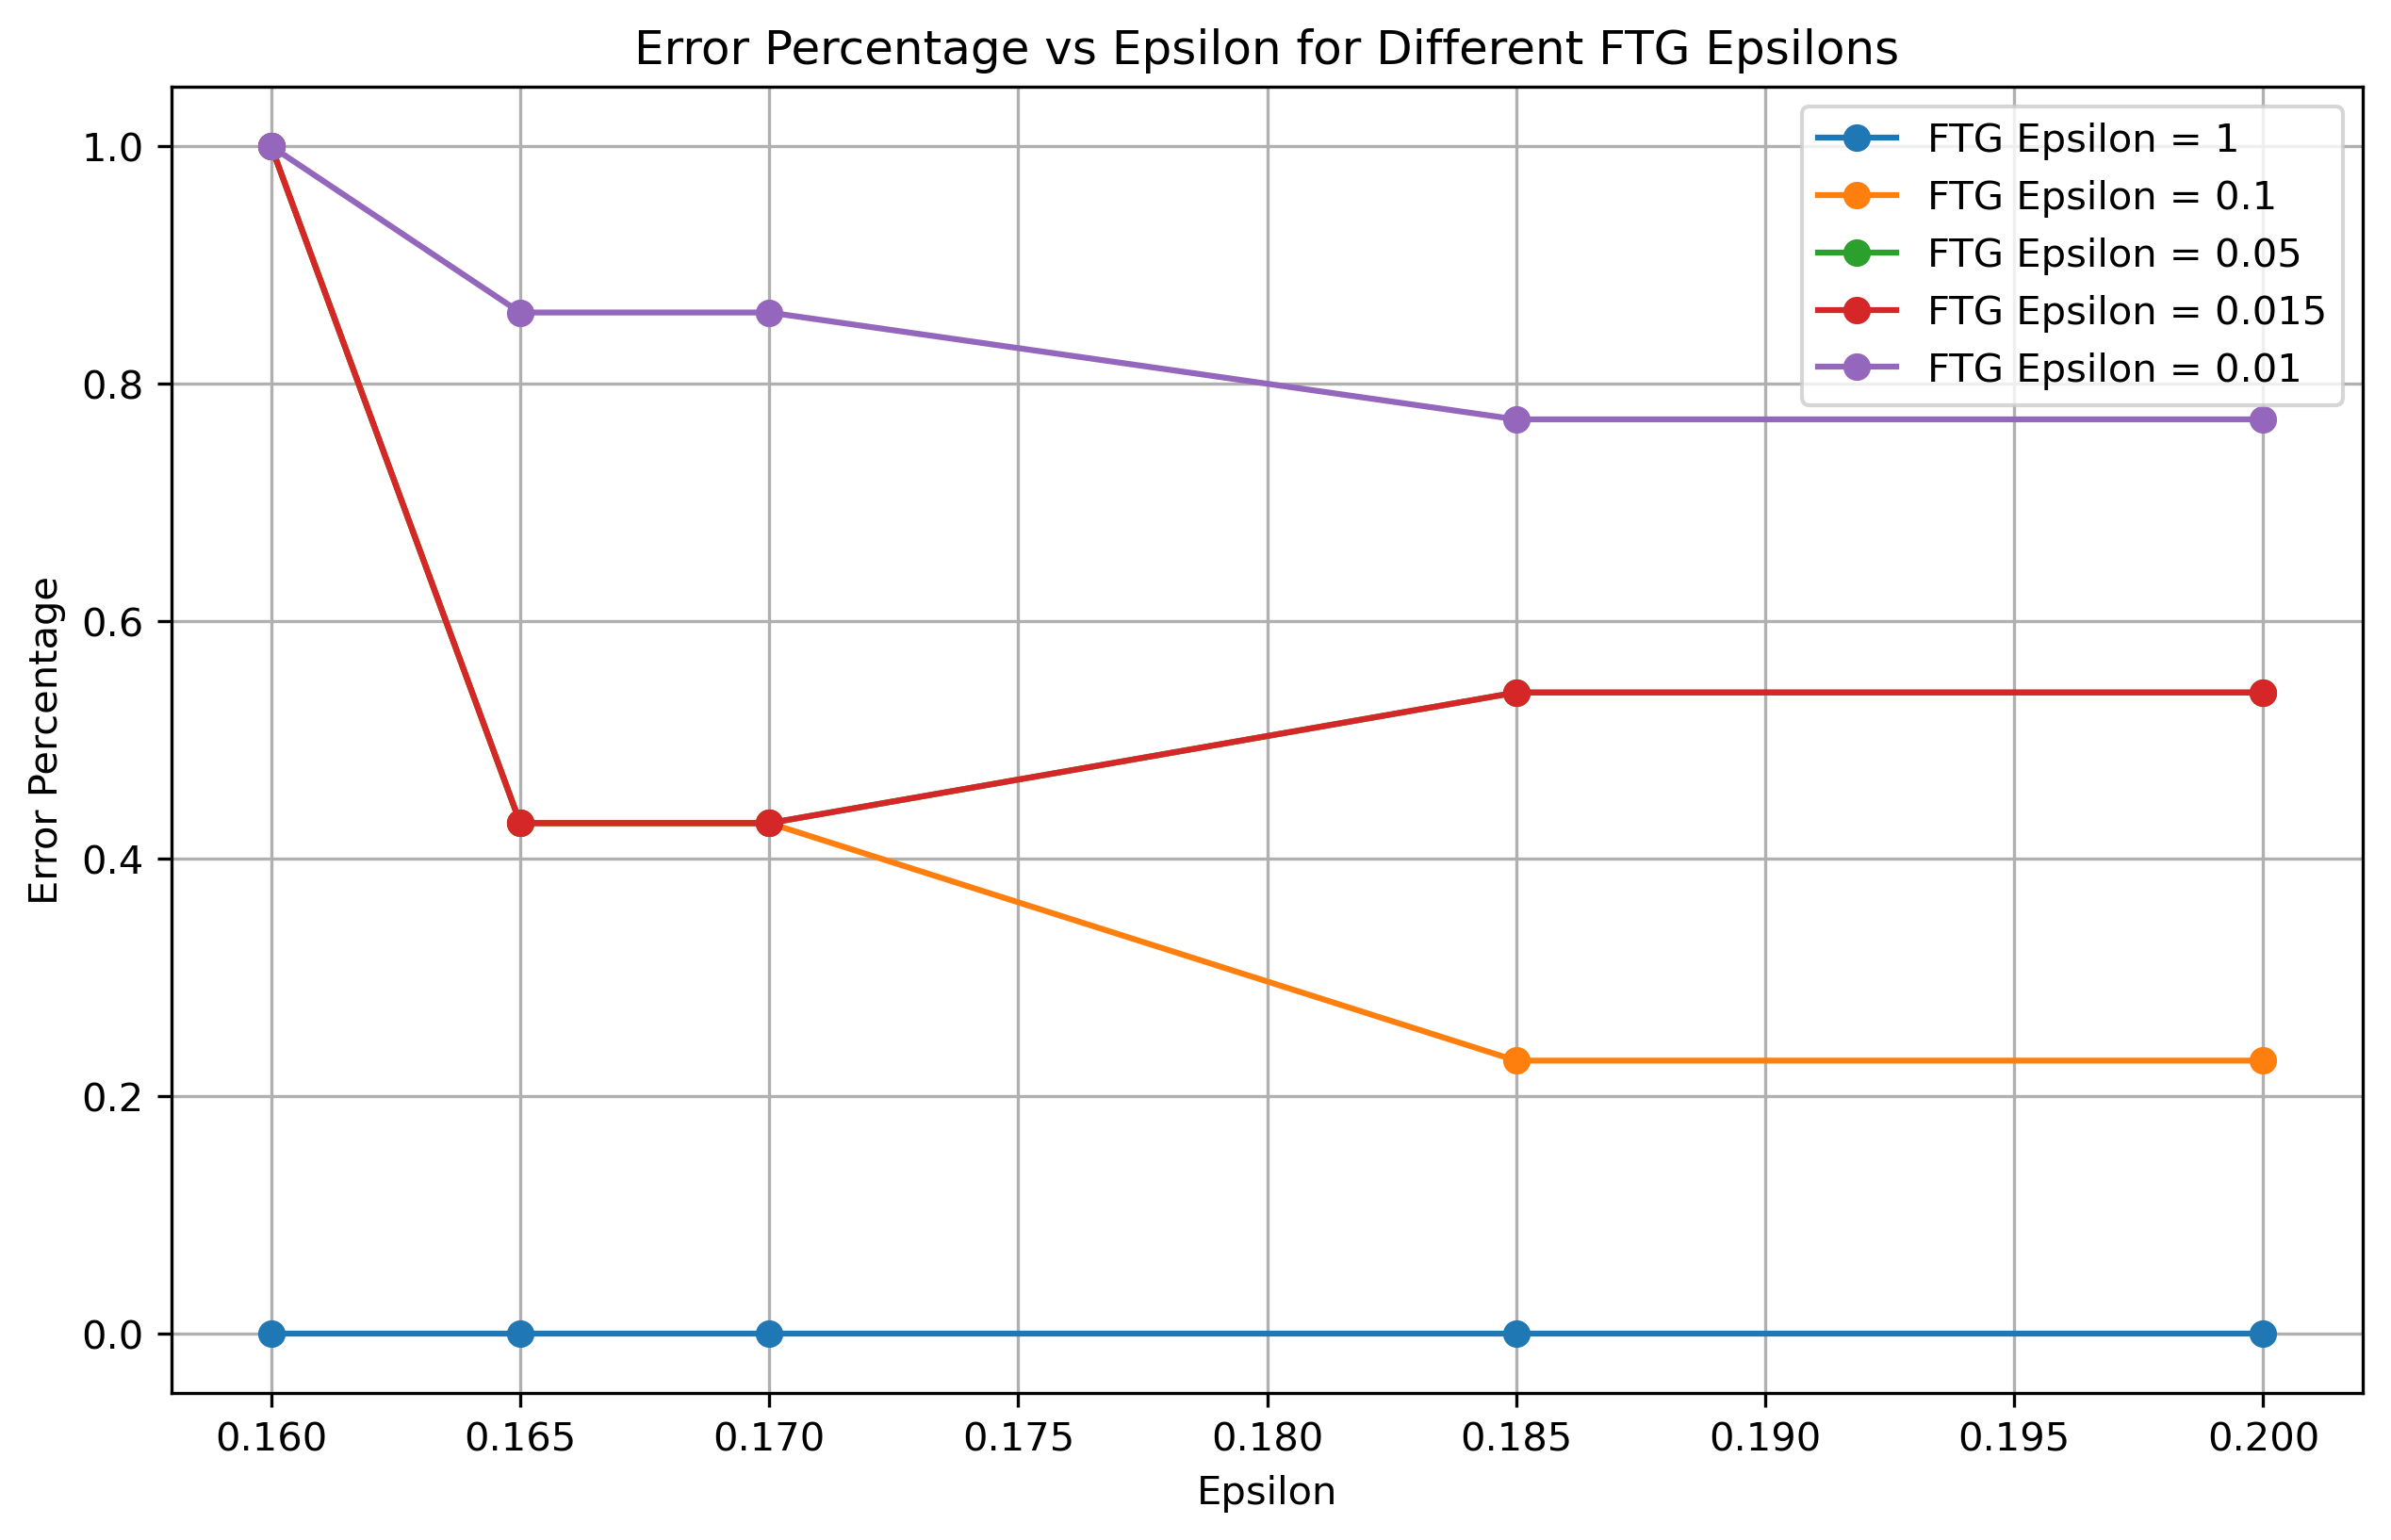 Error Percentage vs Epsilon for Different FTG Epsilons
FTG Epsilon = 1
FTG Epsilon = 0.1
FTG Epsilon = 0.05
FTG Epsilon = 0.015
FTG Epsilon = 0.01
Error Percentage
1.0
0.8
0.6
0.4
0.2
0.0
0.160 0.165 0.170 0.175 0.180 0.185 0.190 0.195 0.200
Epsilon